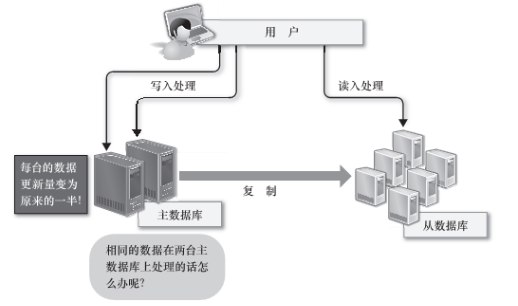 用 户
写入处理
读入处理
每台的数据
更新量变为
原来的一半!
复 制
主数据库
从数据库
相同的数据在两台主
数据库上处理的话怎
么办呢?